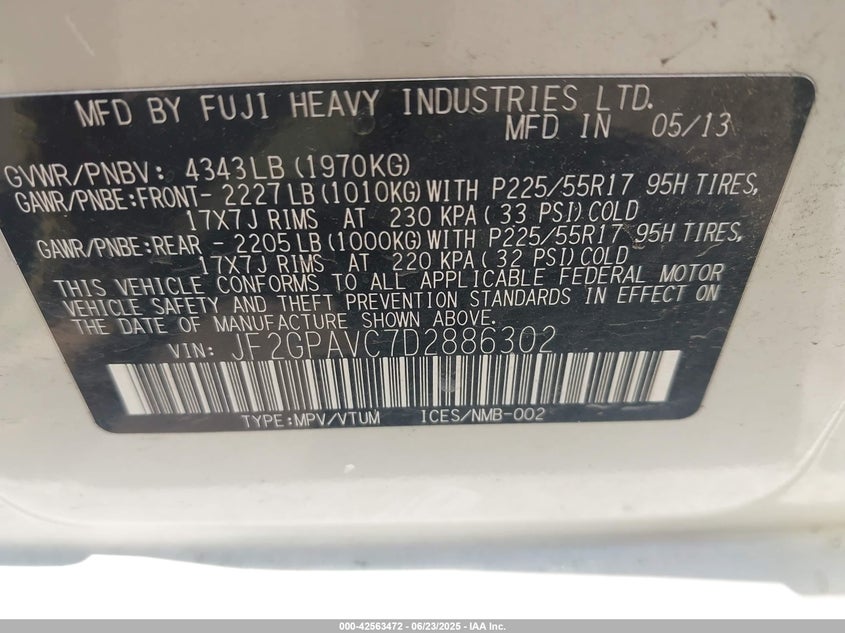 MFD BY FUJI HEAVY INDUSTRIES LTD.
MFD IN 05/13
GVWR/PNBV: 4343LB (1970KG)
GAWR/PNBE:FRONT- 2227LB (1010KG) WITH P225/55R17 95H TIRES,
17X7J RIMS AT 230 KPA ( 33 PSI) COLD
GAWR/PNBE:REAR - 2205LB (1000KG) WITH P225/55R17 95H TIRES,
17X7J RIMS AT 220 KPA ( 32 PSI) COLD
THIS VEHICLE CONFORMS TO ALL APPLICABLE FEDERAL MOTOR
VEHICLE SAFETY AND THEFT PREVENTION STANDARDS IN EFFECT ON
THE DATE OF MANUFACTURE SHOWN ABOVE.
VIN: JF2GPAVC7D2886302
TYPE:MPV/VTUM ICES/NMB-002
000-42563472 - 06/23/2025 - IAA Inc.